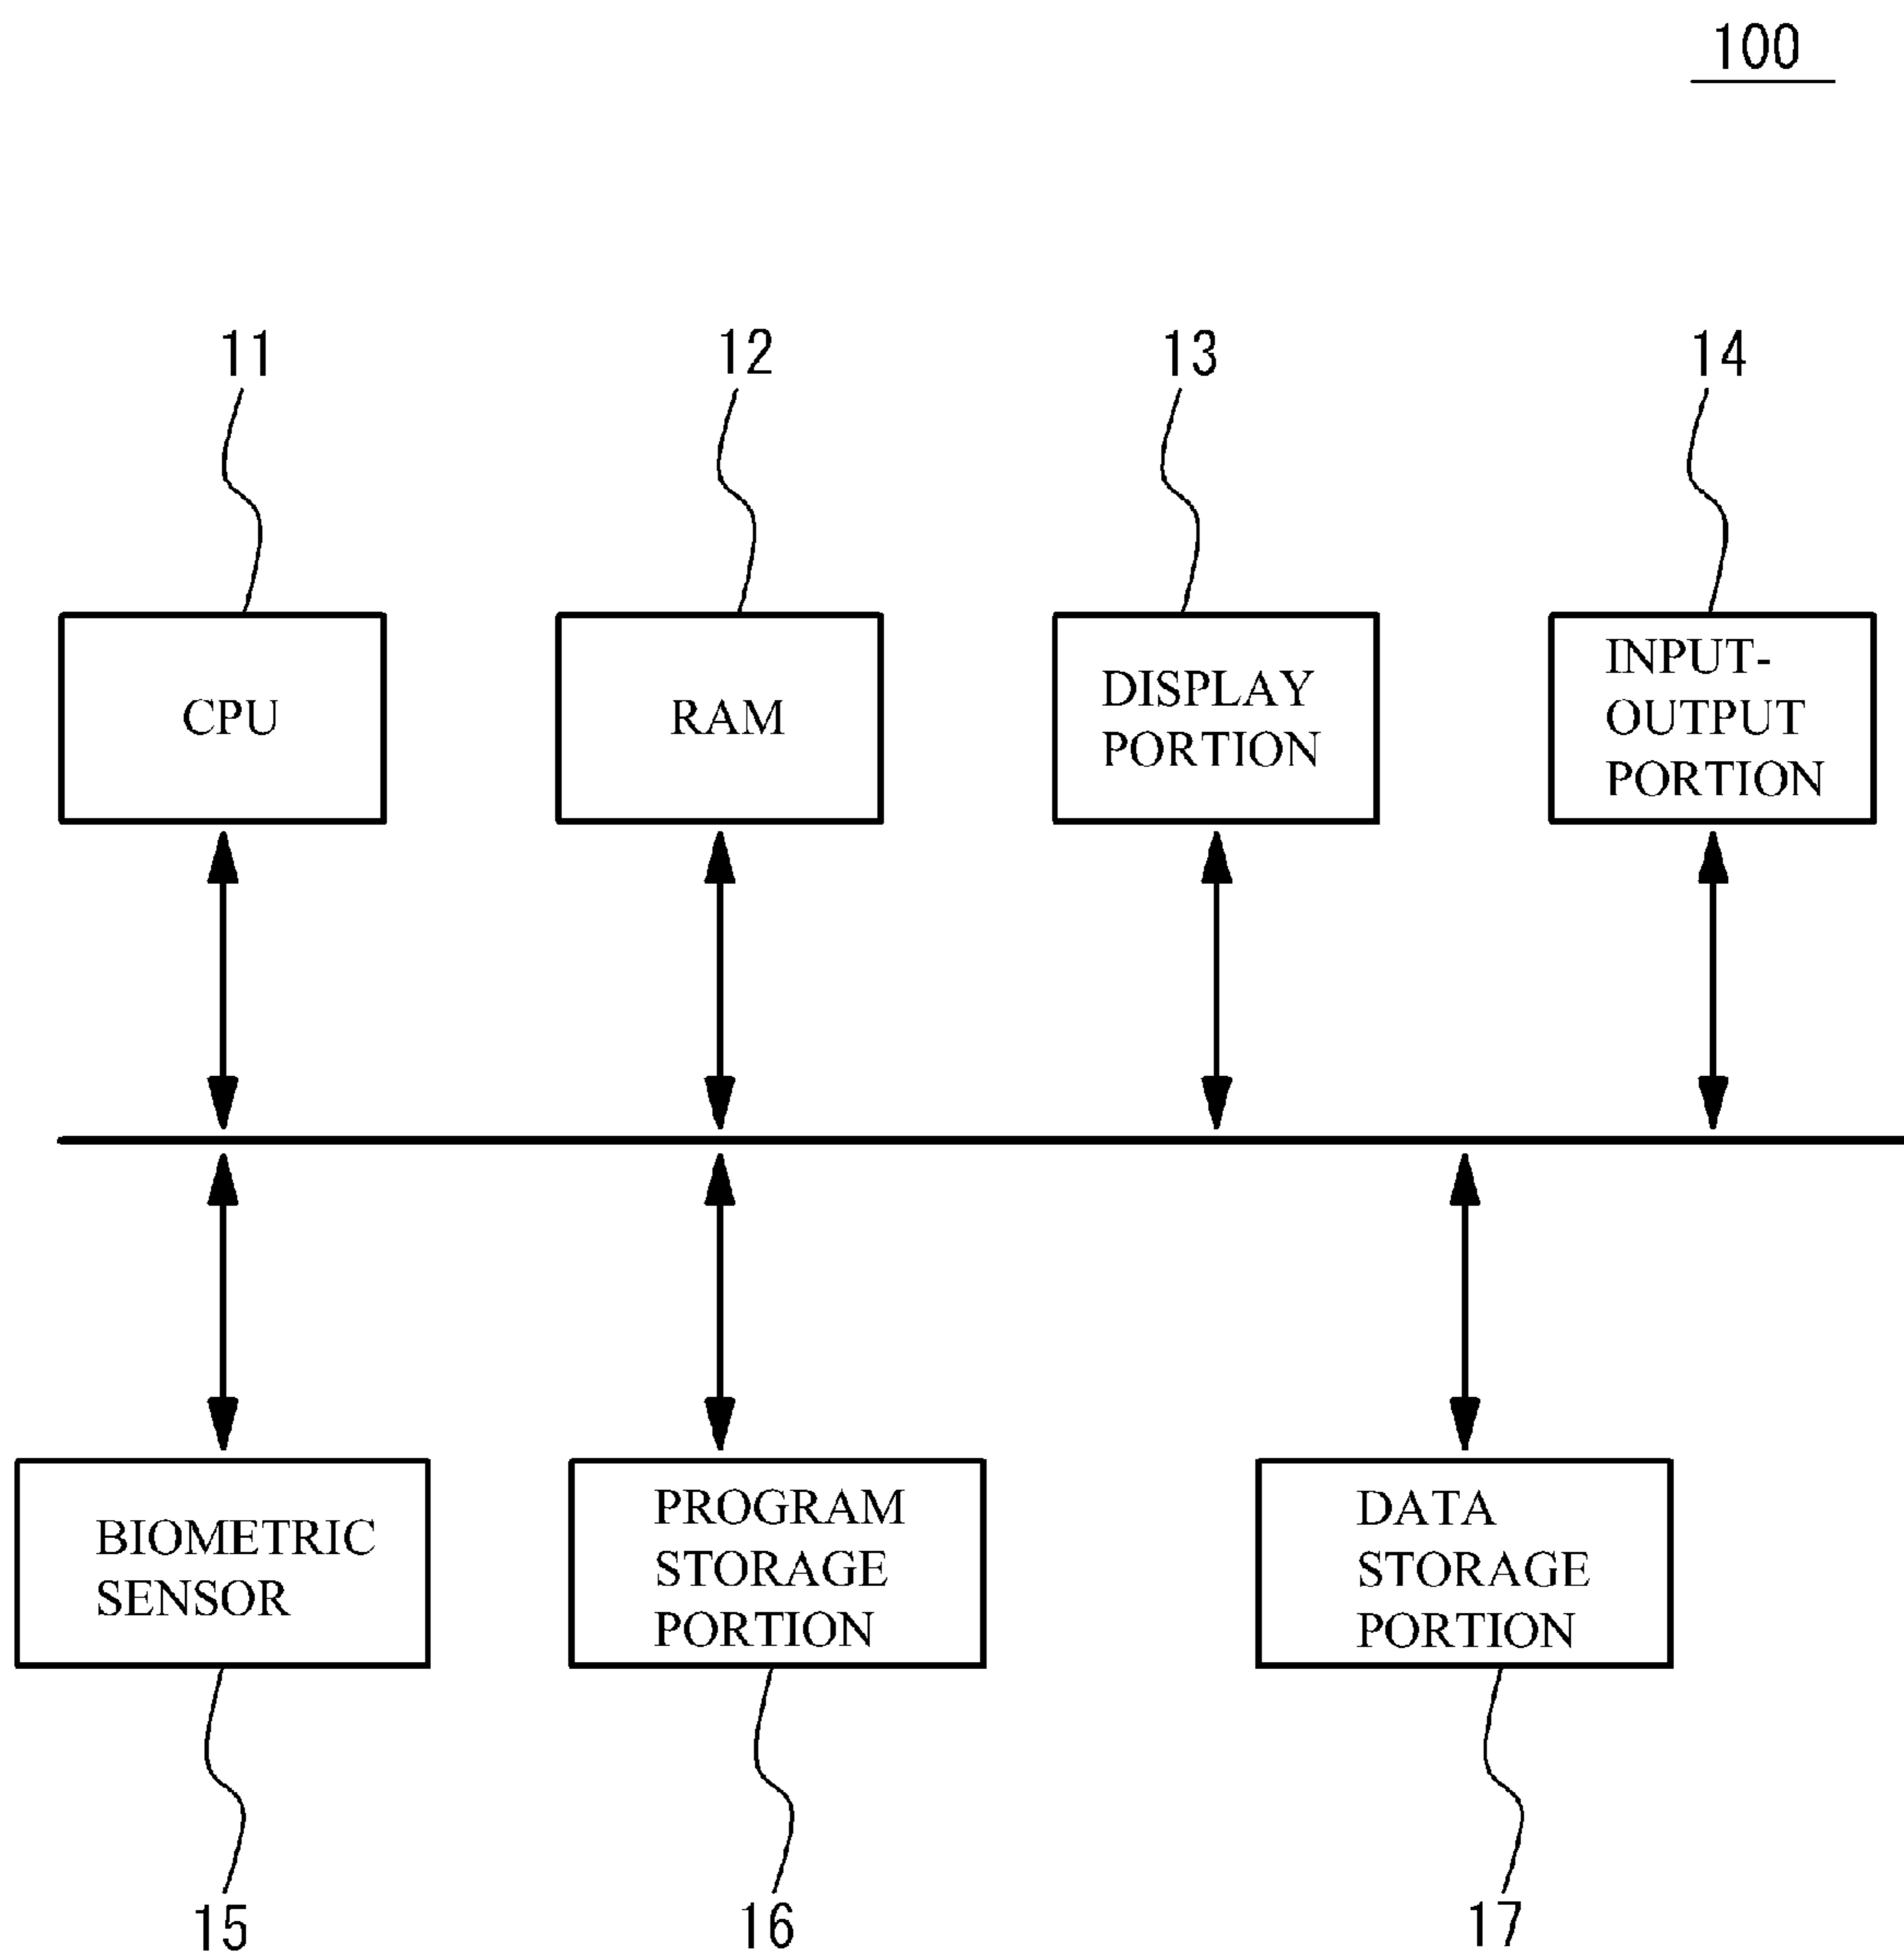 100
11
12
13
14
CPU
RAM
DISPLAY
PORTION
INPUT-
OUTPUT
PORTION
BIOMETRIC
SENSOR
PROGRAM
STORAGE
PORTION
DATA
STORAGE
PORTION
15
16
17